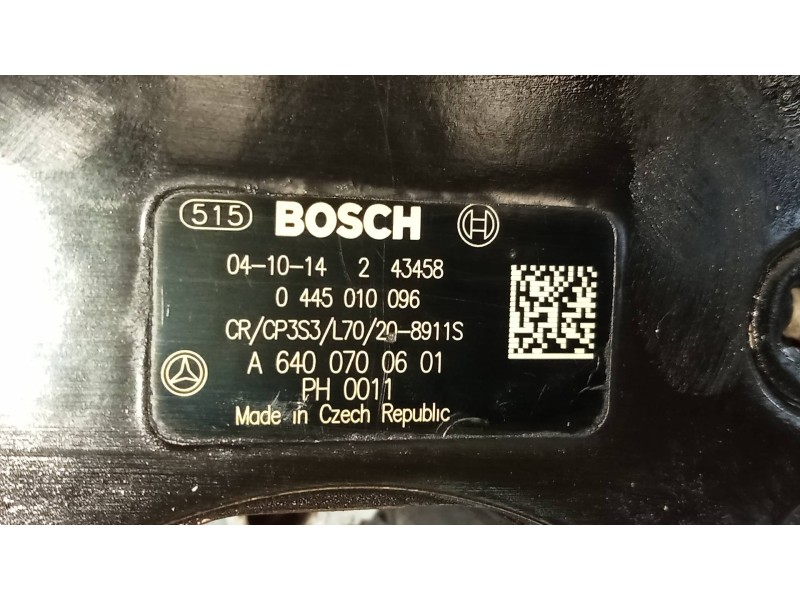 515 BOSCH
04-10-14 2 43458
0 445 010 096
CR/CP3S3/L70/20-8911S
A 640 070 06 01
PH 0011
Made in Czech Republic